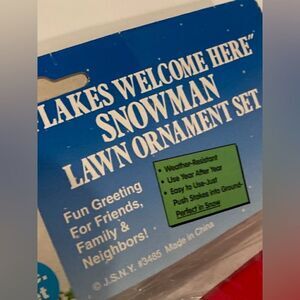 FLAKES WELCOME HERE"
SNOWMAN
LAWN ORNAMENT SET
Fun Greeting
For Friends,
Family &
Neighbors!
• Weather-Resistant
• Use Year After Year
• Easy to Use-Just
Push Stakes into Ground-
Perfect in Snow
© J.S.N.Y. #3485 Made in China